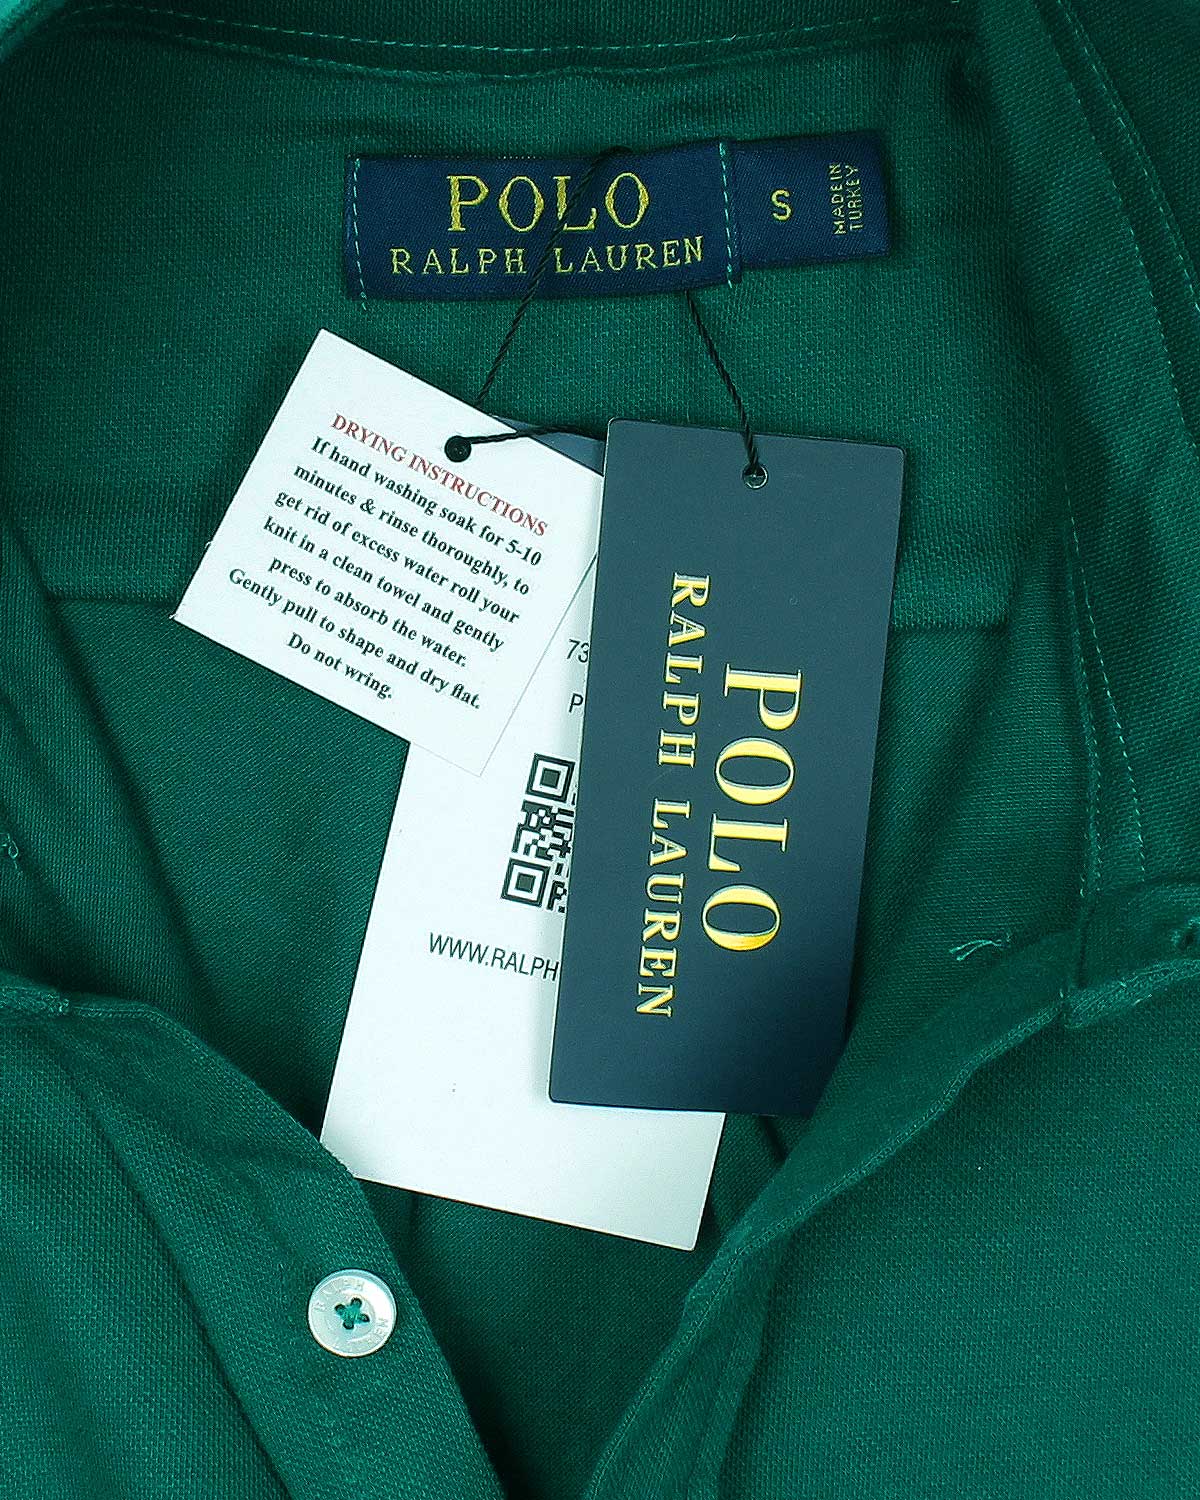 POLO
RALPH LAUREN
S
MADE IN
TURKEY
DRYING INSTRUCTIONS
If hand washing soak for 5-10
minutes & rinse thoroughly, to
get rid of excess water roll your
knit in a clean towel and gently
press to absorb the water.
Gently pull to shape and dry flat.
Do not wring.
73
P
WWW.RALPH
POLO
RALPH LAUREN
RALPH